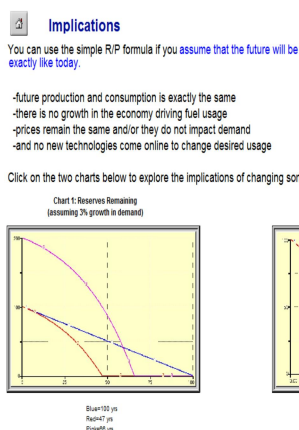 Implications
You can use the simple R/P formula if you assume that the future will be
exactly like today.
-future production and consumption is exactly the same
-there is no growth in the economy driving fuel usage
-prices remain the same and/or they do not impact demand
-and no new technologies come online to change desired usage
Click on the two charts below to explore the implications of changing
Chart 1: Reserves Remaining
(assuming 3% growth in demand)
25
50
75
Blue=100 yrs
Red=47 yrs